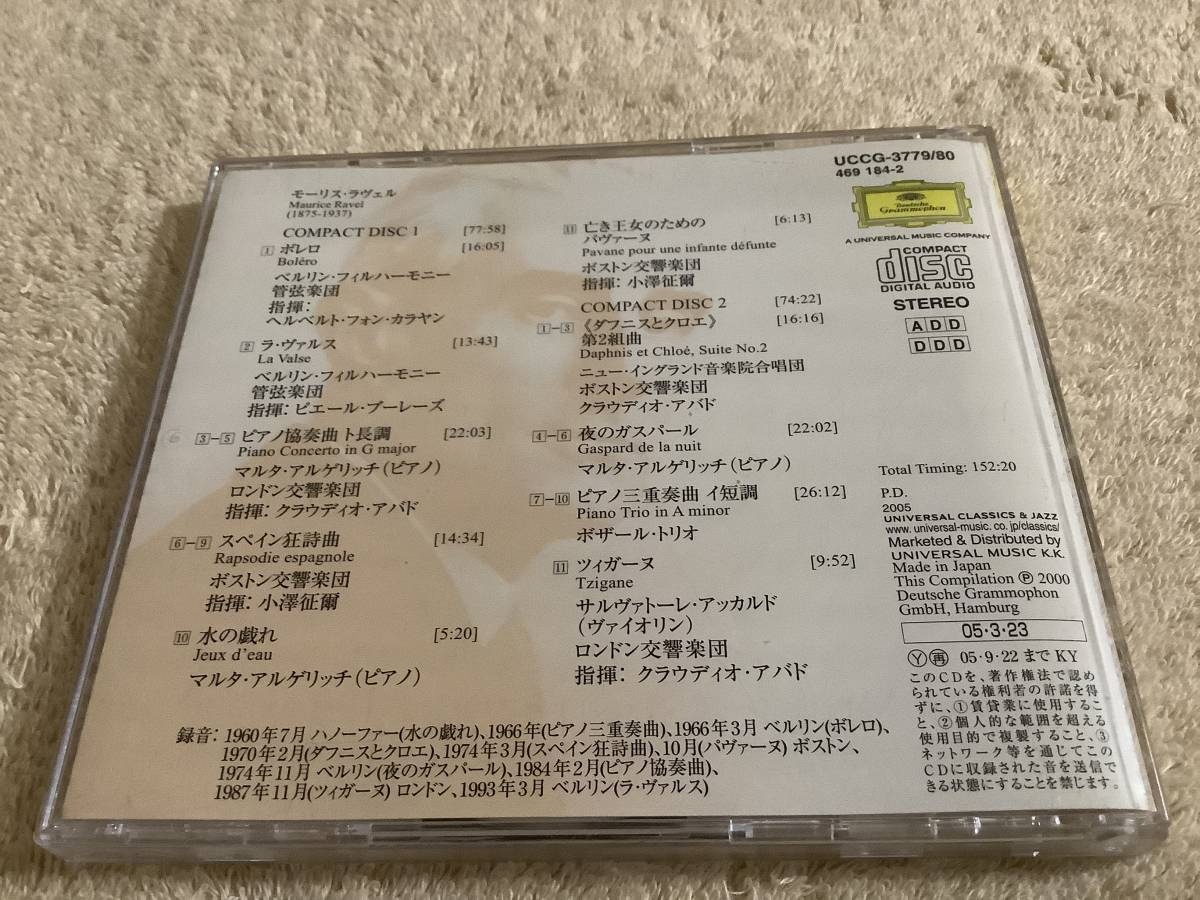 モーリス・ラヴェル
Maurice Ravel
(1875-1937)
COMPACT DISC 1 [77:58]
1 ボレロ [16:05]
Boléro
ベルリン・フィルハーモニー
管弦楽団
指揮:
ヘルベルト・フォン・カラヤン
2 ラ・ヴァルス [13:43]
La Valse
ベルリン・フィルハーモニー
管弦楽団
指揮: ピエール・ブーレーズ
3-5 ピアノ協奏曲 ト長調 [22:03]
Piano Concerto in G major
マルタ・アルゲリッチ(ピアノ)
ロンドン交響楽団
指揮: クラウディオ・アバド
6-9 スペイン狂詩曲 [14:34]
Rapsodie espagnole
ボストン交響楽団
指揮: 小澤征爾
10 水の戯れ [5:20]
Jeux d'eau
マルタ・アルゲリッチ(ピアノ)
11 亡き王女のための [6:13]
パヴァーヌ
Pavane pour une infante défunte
ボストン交響楽団
指揮: 小澤征爾
COMPACT DISC 2 [74:22]
1-3 《ダフニスとクロエ》 [16:16]
第2組曲
Daphnis et Chloé, Suite No.2
ニュー・イングランド音楽院合唱団
ボストン交響楽団
クラウディオ・アバド
4-6 夜のガスパール [22:02]
Gaspard de la nuit
マルタ・アルゲリッチ(ピアノ)
7-10 ピアノ三重奏曲 イ短調 [26:12]
Piano Trio in A minor
ボザール・トリオ
11 ツィガーヌ [9:52]
Tzigane
サルヴァトーレ・アッカルド
(ヴァイオリン)
ロンドン交響楽団
指揮: クラウディオ・アバド
録音: 1960年7月 ハノーファー(水の戯れ)、1966年(ピアノ三重奏曲)、1966年3月 ベルリン(ボレロ)、
1970年2月(ダフニスとクロエ)、1974年3月(スペイン狂詩曲)、10月(パヴァーヌ) ボストン、
1974年11月 ベルリン(夜のガスパール)、1984年2月(ピアノ協奏曲)、
1987年11月(ツィガーヌ) ロンドン、1993年3月 ベルリン(ラ・ヴァルス)
UCCG-3779/80
469 184-2
Deutsche
Grammophon
A UNIVERSAL MUSIC COMPANY
COMPACT
disc
DIGITAL AUDIO
STEREO
ADD
DDD
Total Timing: 152:20
P.D.
2005
UNIVERSAL CLASSICS & JAZZ
www.universal-music.co.jp/classics/
Marketed & Distributed by
UNIVERSAL MUSIC K.K.
Made in Japan
This Compilation ℗ 2000
Deutsche Grammophon
GmbH, Hamburg
05・3・23
Ⓨ再 05・9・22 まで KY
このCDを、著作権法で認め
られている権利者の許諾を得
ずに、①賃貸業に使用するこ
と、②個人的な範囲を超える
使用目的で複製すること、③
ネットワーク等を通じてこの
CDに収録された音を送信で
きる状態にすることを禁じます。